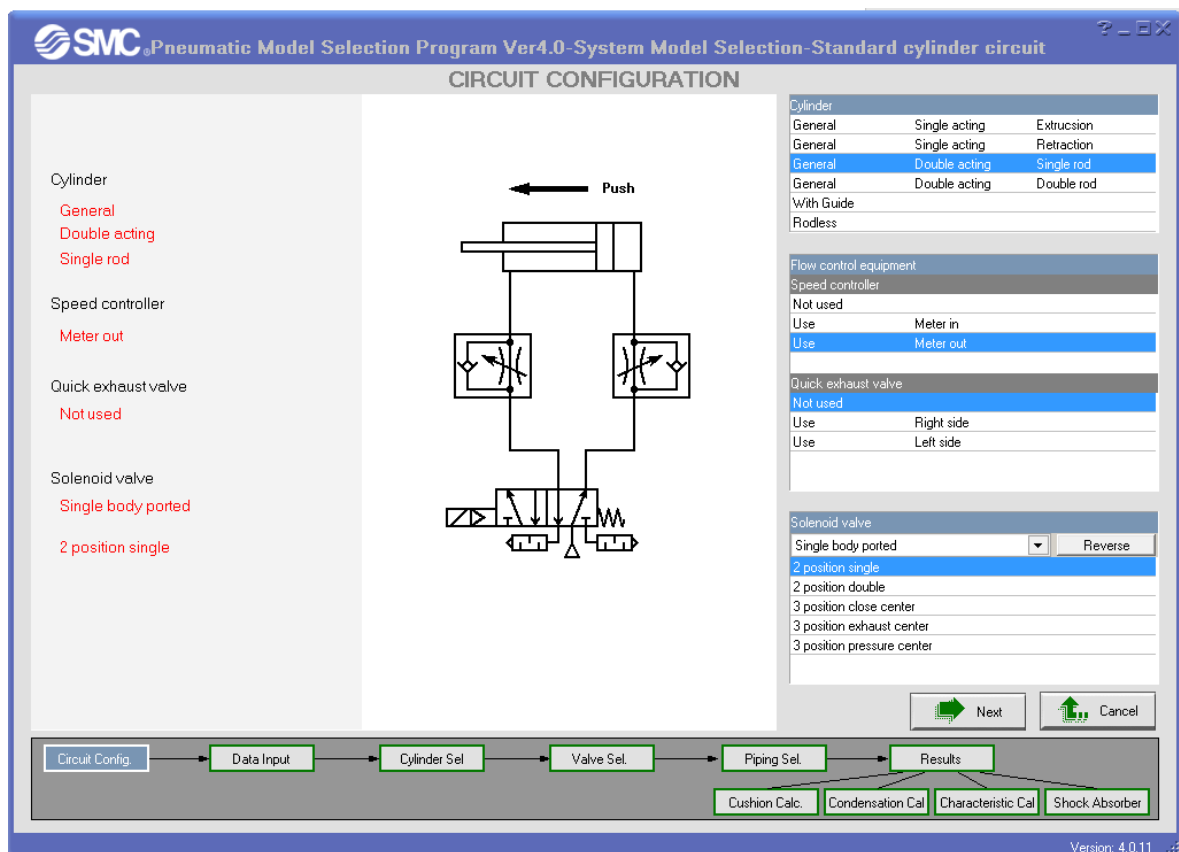 SMC®Pneumatic Model Selection Program Ver4.0-System Model Selection-Standard cylinder circuit
CIRCUIT CONFIGURATION
Cylinder
General
Double acting
Single rod
Speed controller
Meter out
Quick exhaust valve
Not used
Solenoid valve
Single body ported
2 position single
Push
Cylinder
General Single acting Extrucsion
General Single acting Retraction
General Double acting Single rod
General Double acting Double rod
With Guide
Rodless
Flow control equipment
Speed controller
Not used
Use Meter in
Use Meter out
Quick exhaust valve
Not used
Use Right side
Use Left side
Solenoid valve
Single body ported Reverse
2 position single
2 position double
3 position close center
3 position exhaust center
3 position pressure center
Next Cancel
Circuit Config. Data Input Cylinder Sel Valve Sel. Piping Sel. Results
Cushion Calc. Condensation Cal Characteristic Cal Shock Absorber
Version: 4.0.11